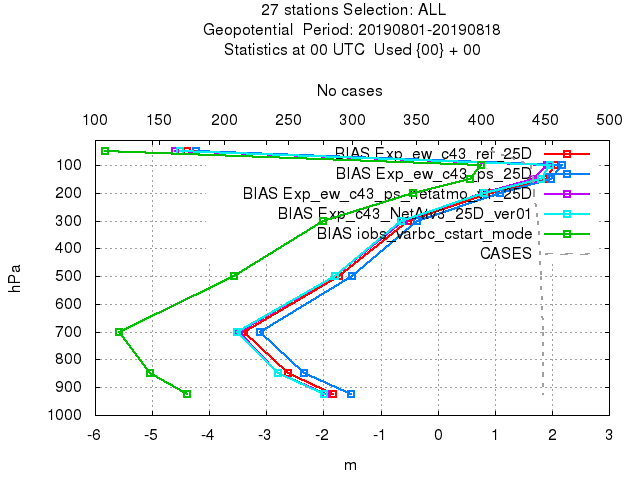 27 stations Selection: ALL
Geopotential Period: 20190801-20190818
Statistics at 00 UTC Used {00} + 00
No cases
100 150 200 250 300 350 400 450 500
BIAS Exp_ew_c43_ref_25D
BIAS Exp_ew_c43_ps_25D
BIAS Exp_ew_c43_ps_netatmo_ _25D
BIAS Exp_c43_NetAtv3_25D_ver01
BIAS iobs_varbc_cstart_mode
CASES
100
200
300
400
500
600
700
800
900
1000
hPa
-6 -5 -4 -3 -2 -1 0 1 2 3
m